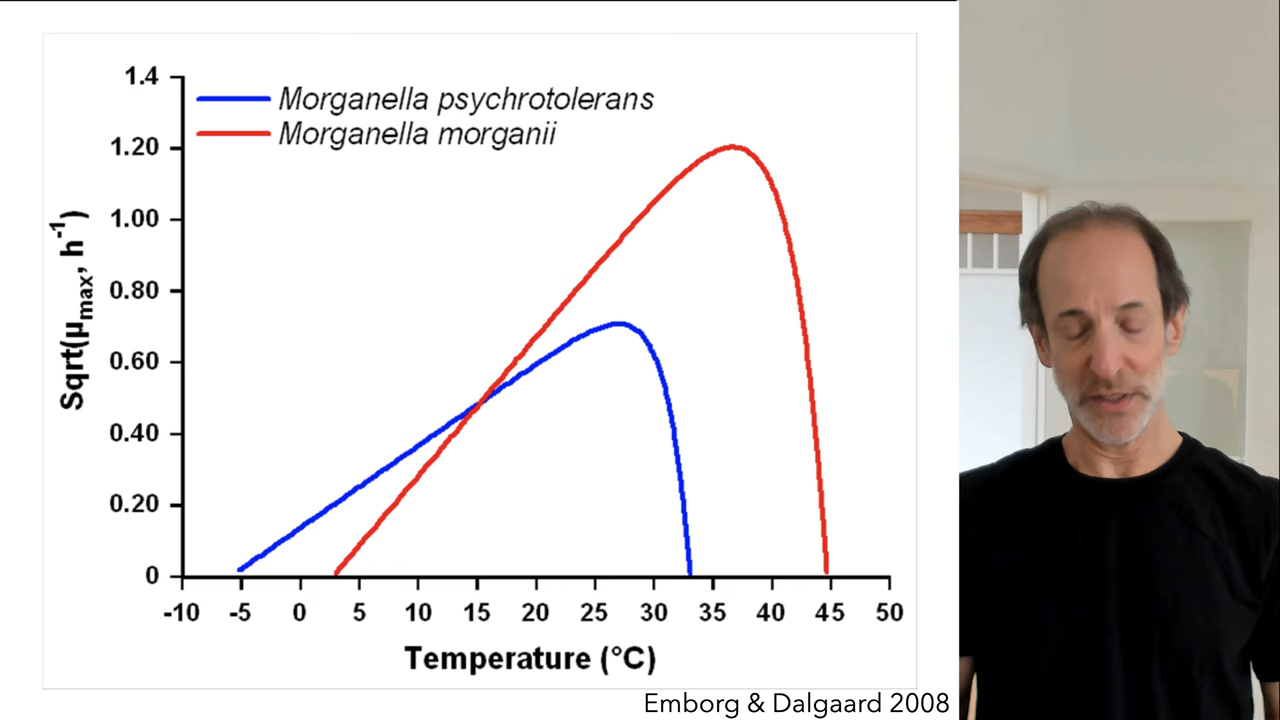 1.4
Morganella psychrotolerans
Morganella morganii
1.20
1.00
0.80
0.60
0.40
0.20
0
Sqrt(μmax, h-1)
-10 -5 0 5 10 15 20 25 30 35 40 45 50
Temperature (°C)
Emborg & Dalgaard 2008